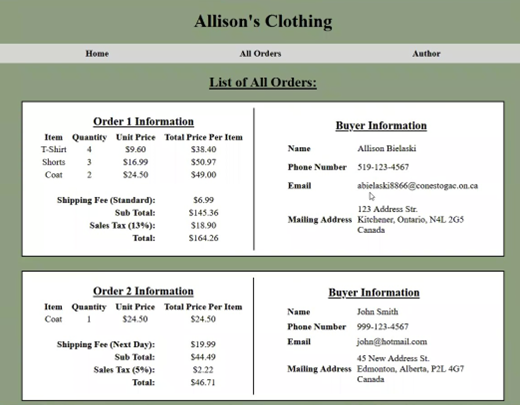 Allison's Clothing
Home All Orders Author
List of All Orders:
Order 1 Information
Item Quantity Unit Price Total Price Per Item
T-Shirt 4 $9.60 $38.40
Shorts 3 $16.99 $50.97
Coat 2 $24.50 $49.00
Shipping Fee (Standard): $6.99
Sub Total: $145.36
Sales Tax (13%): $18.90
Total: $164.26
Buyer Information
Name Allison Bielaski
Phone Number 519-123-4567
Email abielaski8866@conestogac.on.ca
Mailing Address 123 Address Str.
Kitchener, Ontario, N4L 2G5
Canada
Order 2 Information
Item Quantity Unit Price Total Price Per Item
Coat 1 $24.50 $24.50
Shipping Fee (Next Day): $19.99
Sub Total: $44.49
Sales Tax (5%): $2.22
Total: $46.71
Buyer Information
Name John Smith
Phone Number 999-123-4567
Email john@hotmail.com
Mailing Address 45 New Address St.
Edmonton, Alberta, P2L 4G7
Canada